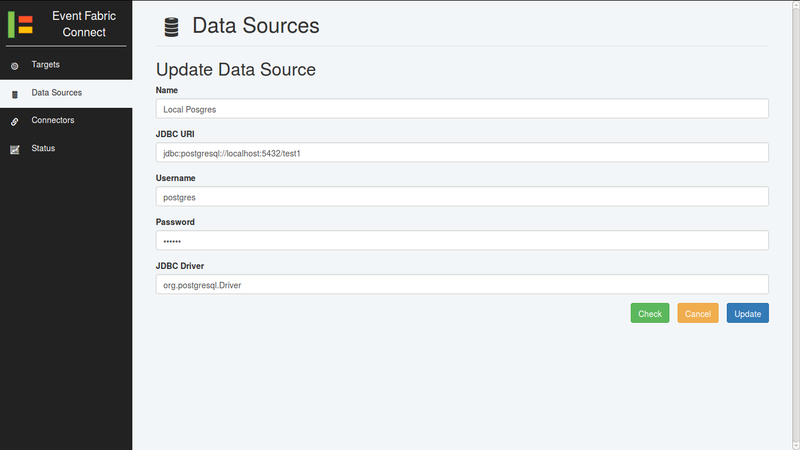 Event Fabric
Connect
Targets
Data Sources
Connectors
Status
Data Sources
Update Data Source
Name
Local Posgres
JDBC URI
jdbc:postgresql://localhost:5432/test1
Username
postgres
Password
••••••
JDBC Driver
org.postgresql.Driver
Check Cancel Update